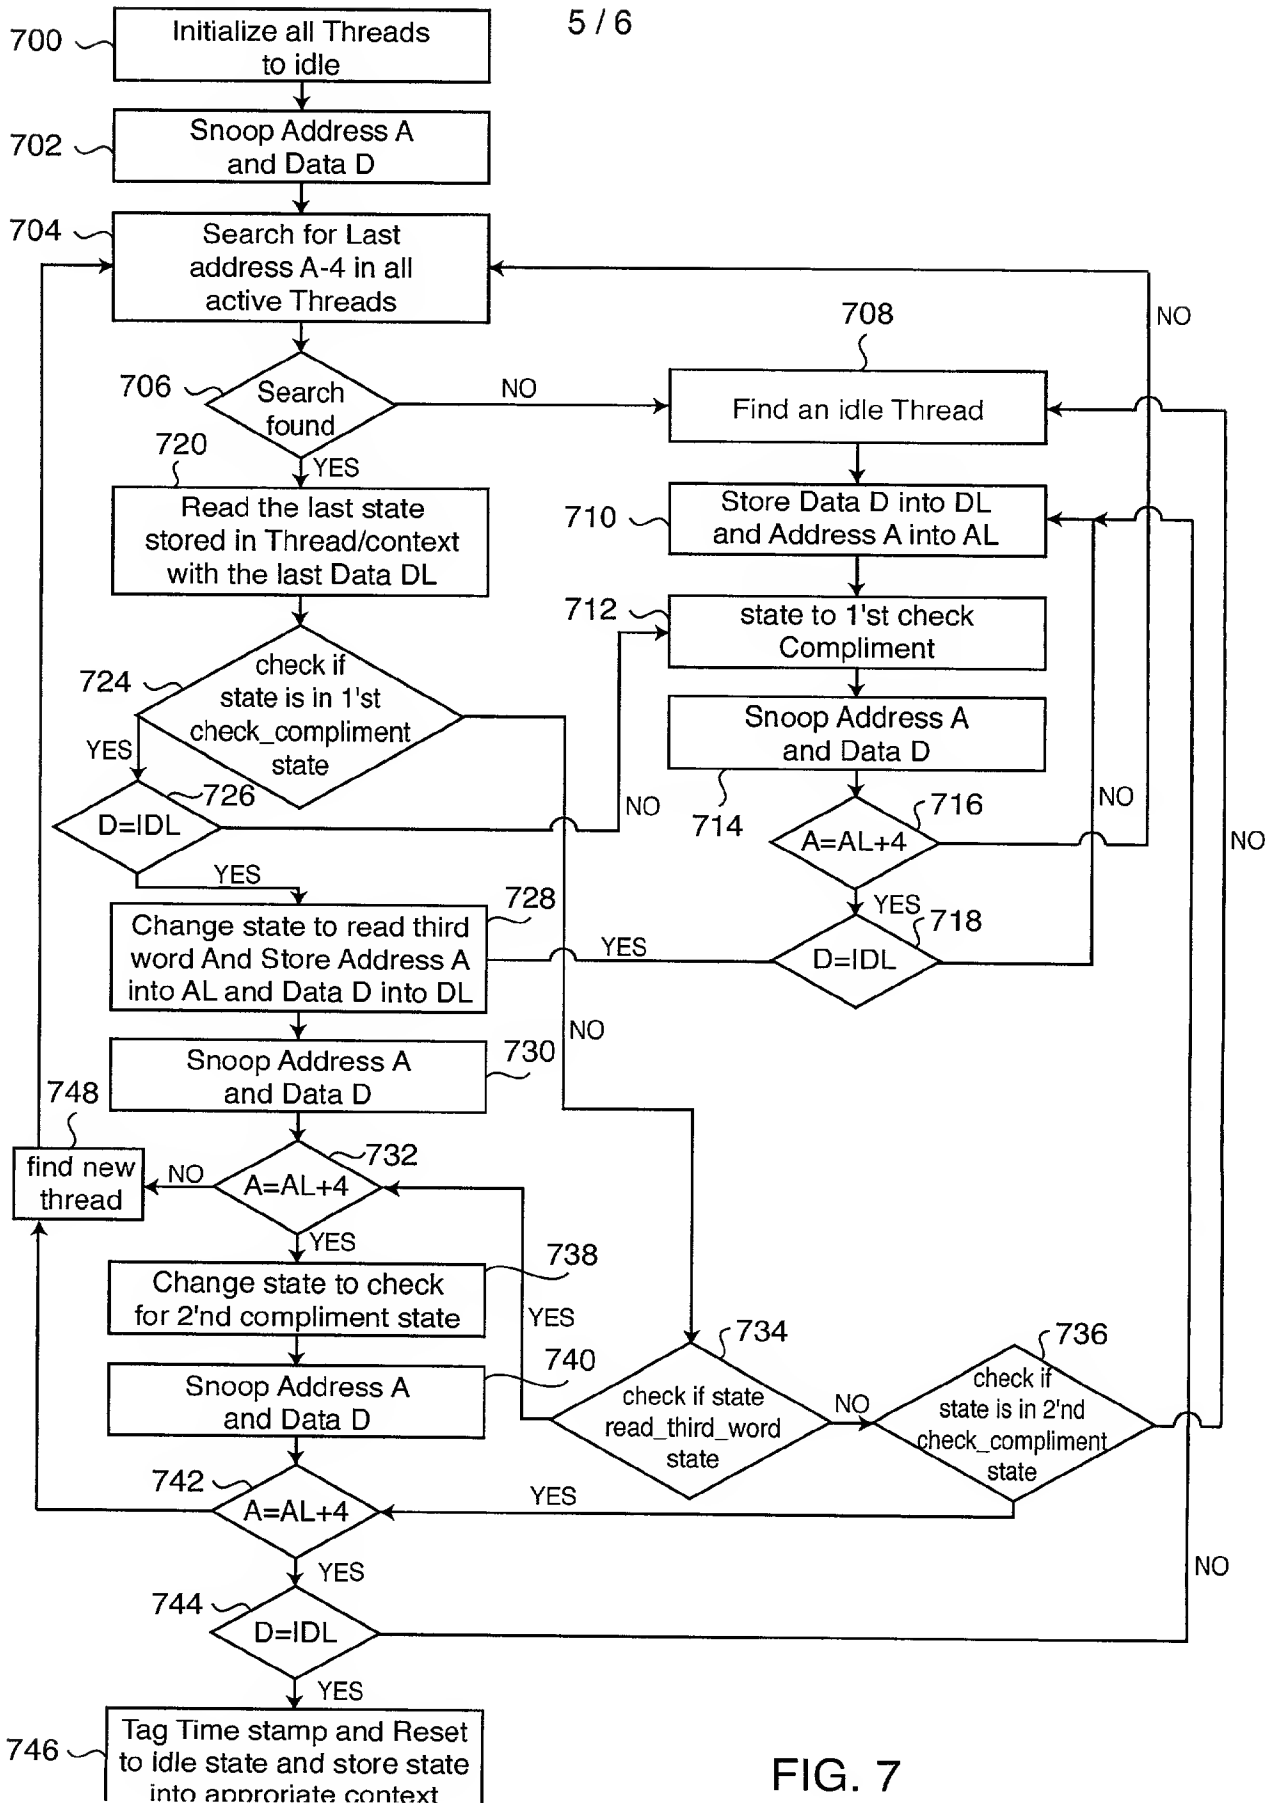 5 / 6
700
Initialize all Threads
to idle
702
Snoop Address A
and Data D
704
Search for Last
address A-4 in all
active Threads
NO
708
706
Search
found
NO
Find an idle Thread
720
YES
Read the last state
stored in Thread/context
with the last Data DL
710
Store Data D into DL
and Address A into AL
712
state to 1'st check
Compliment
724
check if
state is in 1'st
check_compliment
state
Snoop Address A
and Data D
YES
726
D=IDL
NO
714
716
A=AL+4
NO
NO
YES
YES
728
Change state to read third
word And Store Address A
into AL and Data D into DL
YES
718
D=IDL
NO
730
Snoop Address A
and Data D
748
find new
thread
NO
732
A=AL+4
YES
738
Change state to check
for 2'nd compliment state
YES
734
check if state
read_third_word
state
NO
736
check if
state is in 2'nd
check_compliment
state
740
Snoop Address A
and Data D
742
A=AL+4
YES
YES
NO
744
D=IDL
YES
746
Tag Time stamp and Reset
to idle state and store state
into approriate context
FIG. 7